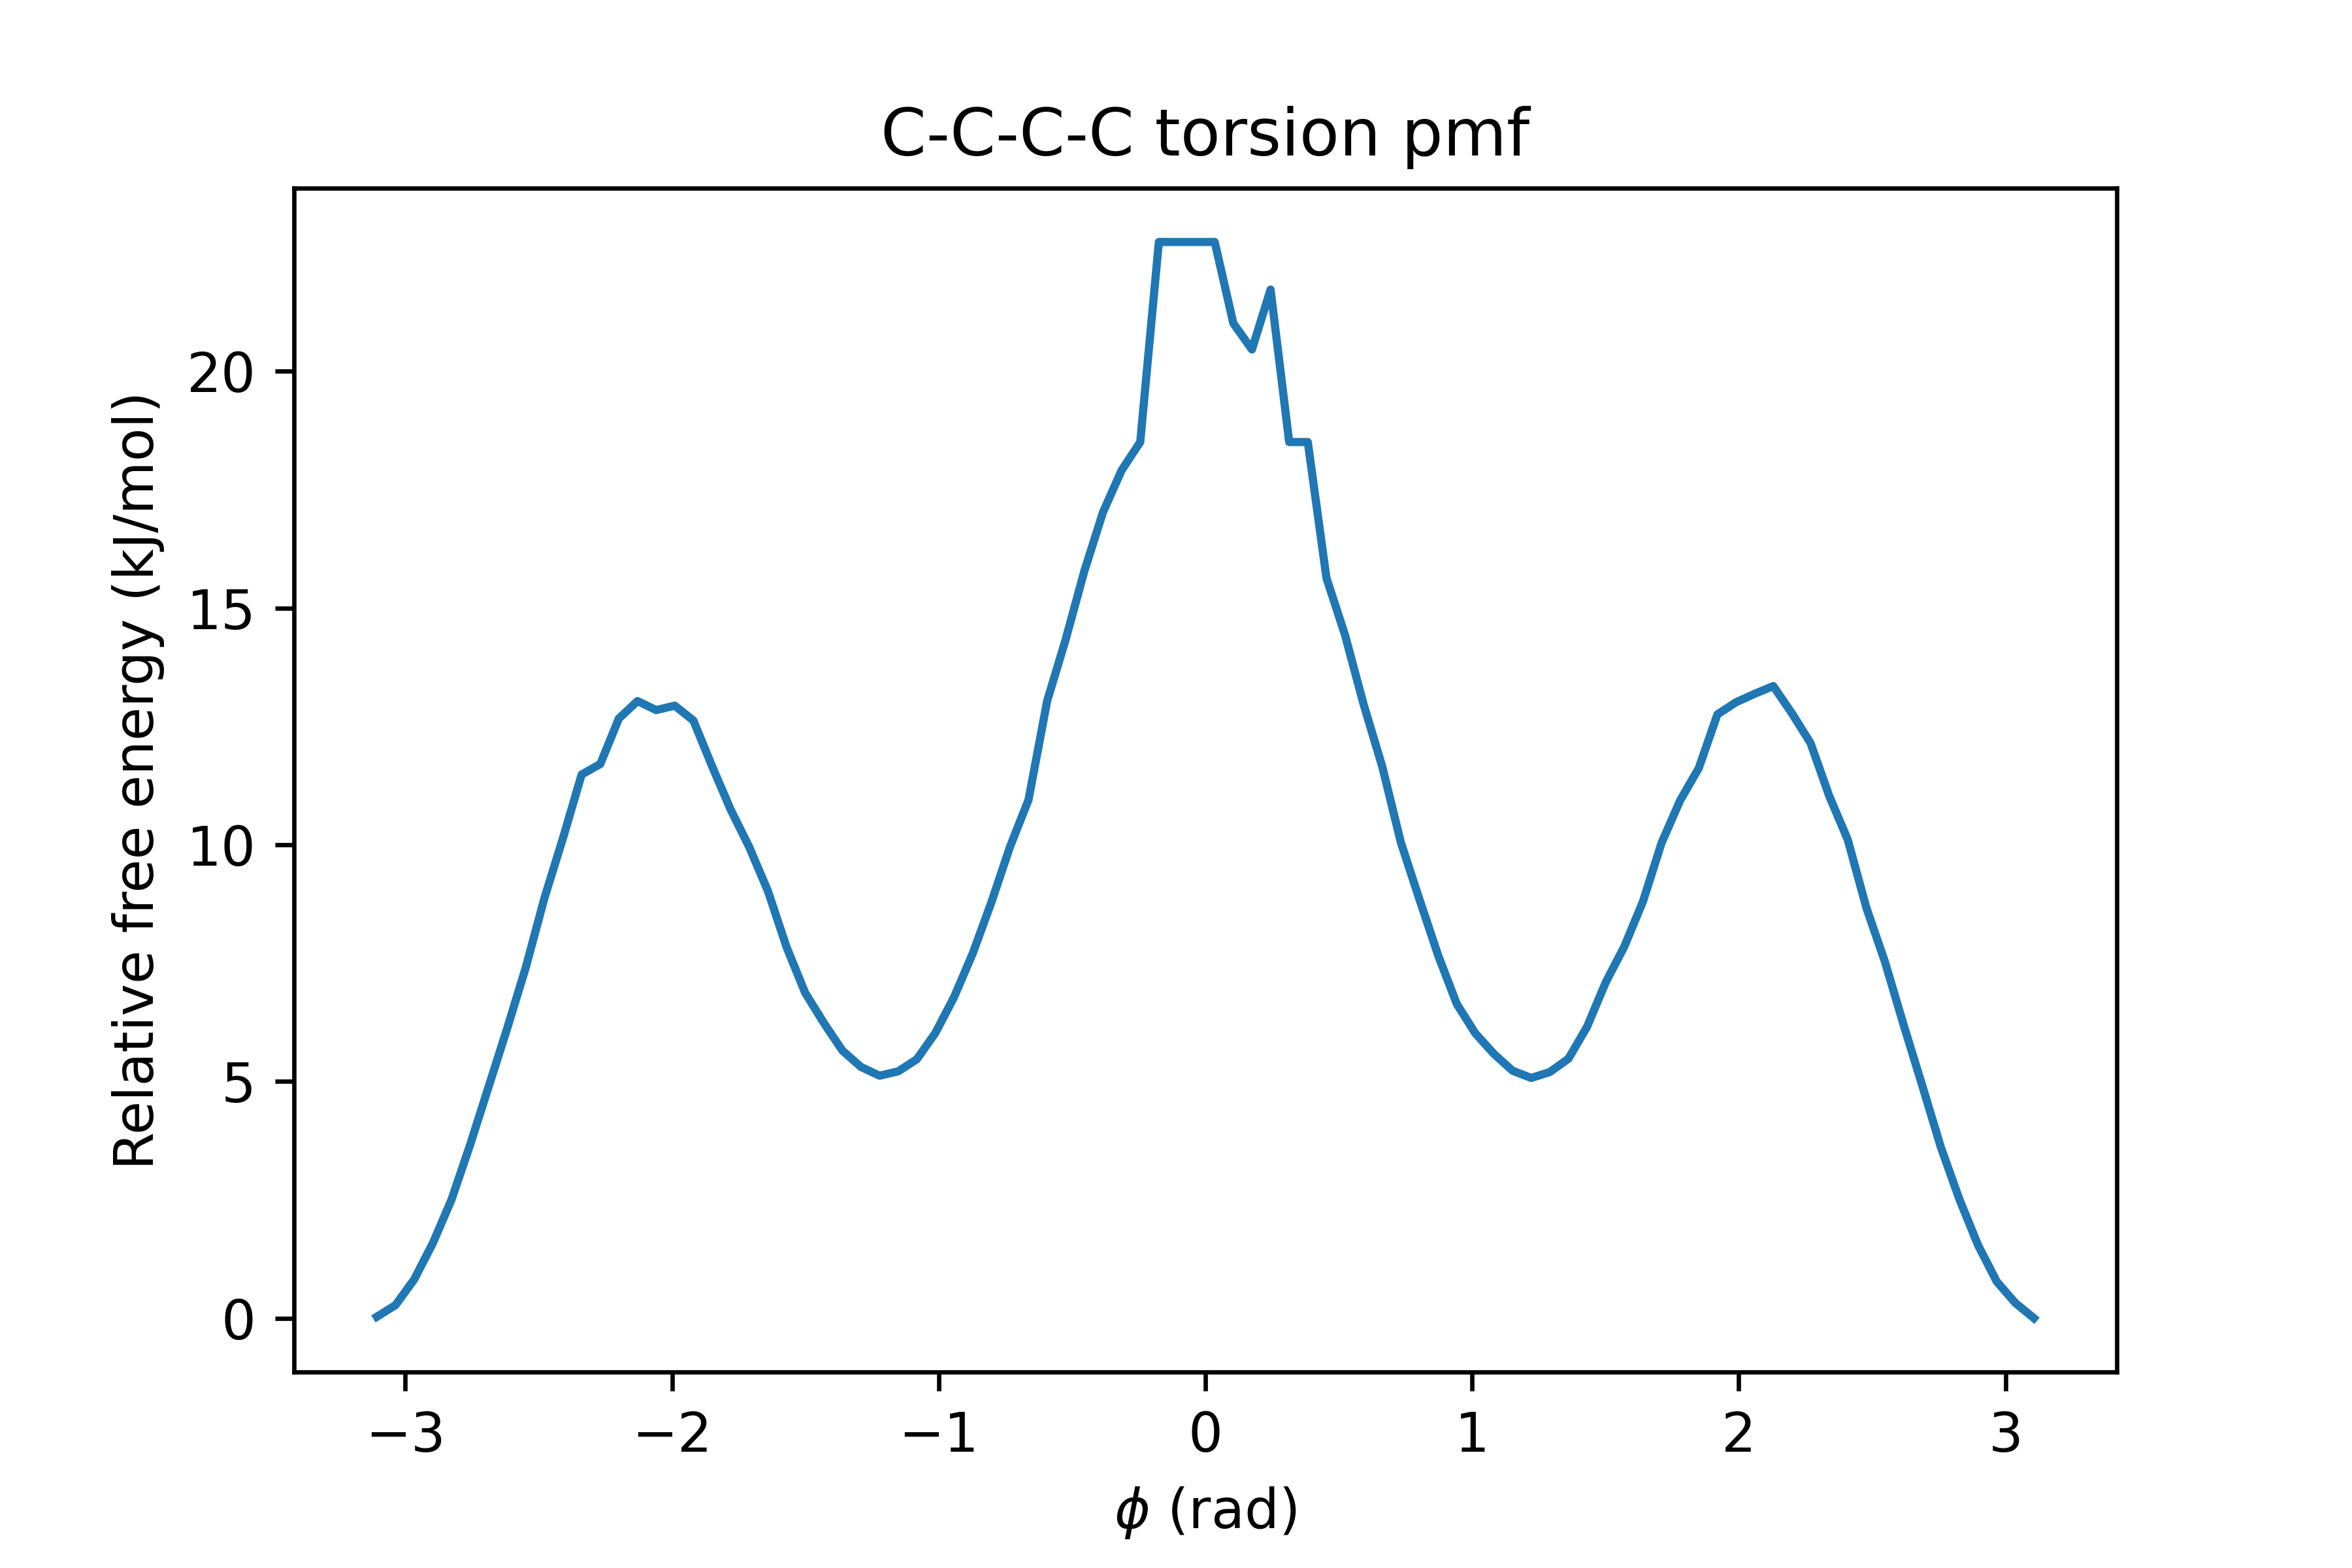 C-C-C-C torsion pmf
Relative free energy (kJ/mol)
20
15
10
5
0
−3 −2 −1 0 1 2 3
ϕ (rad)